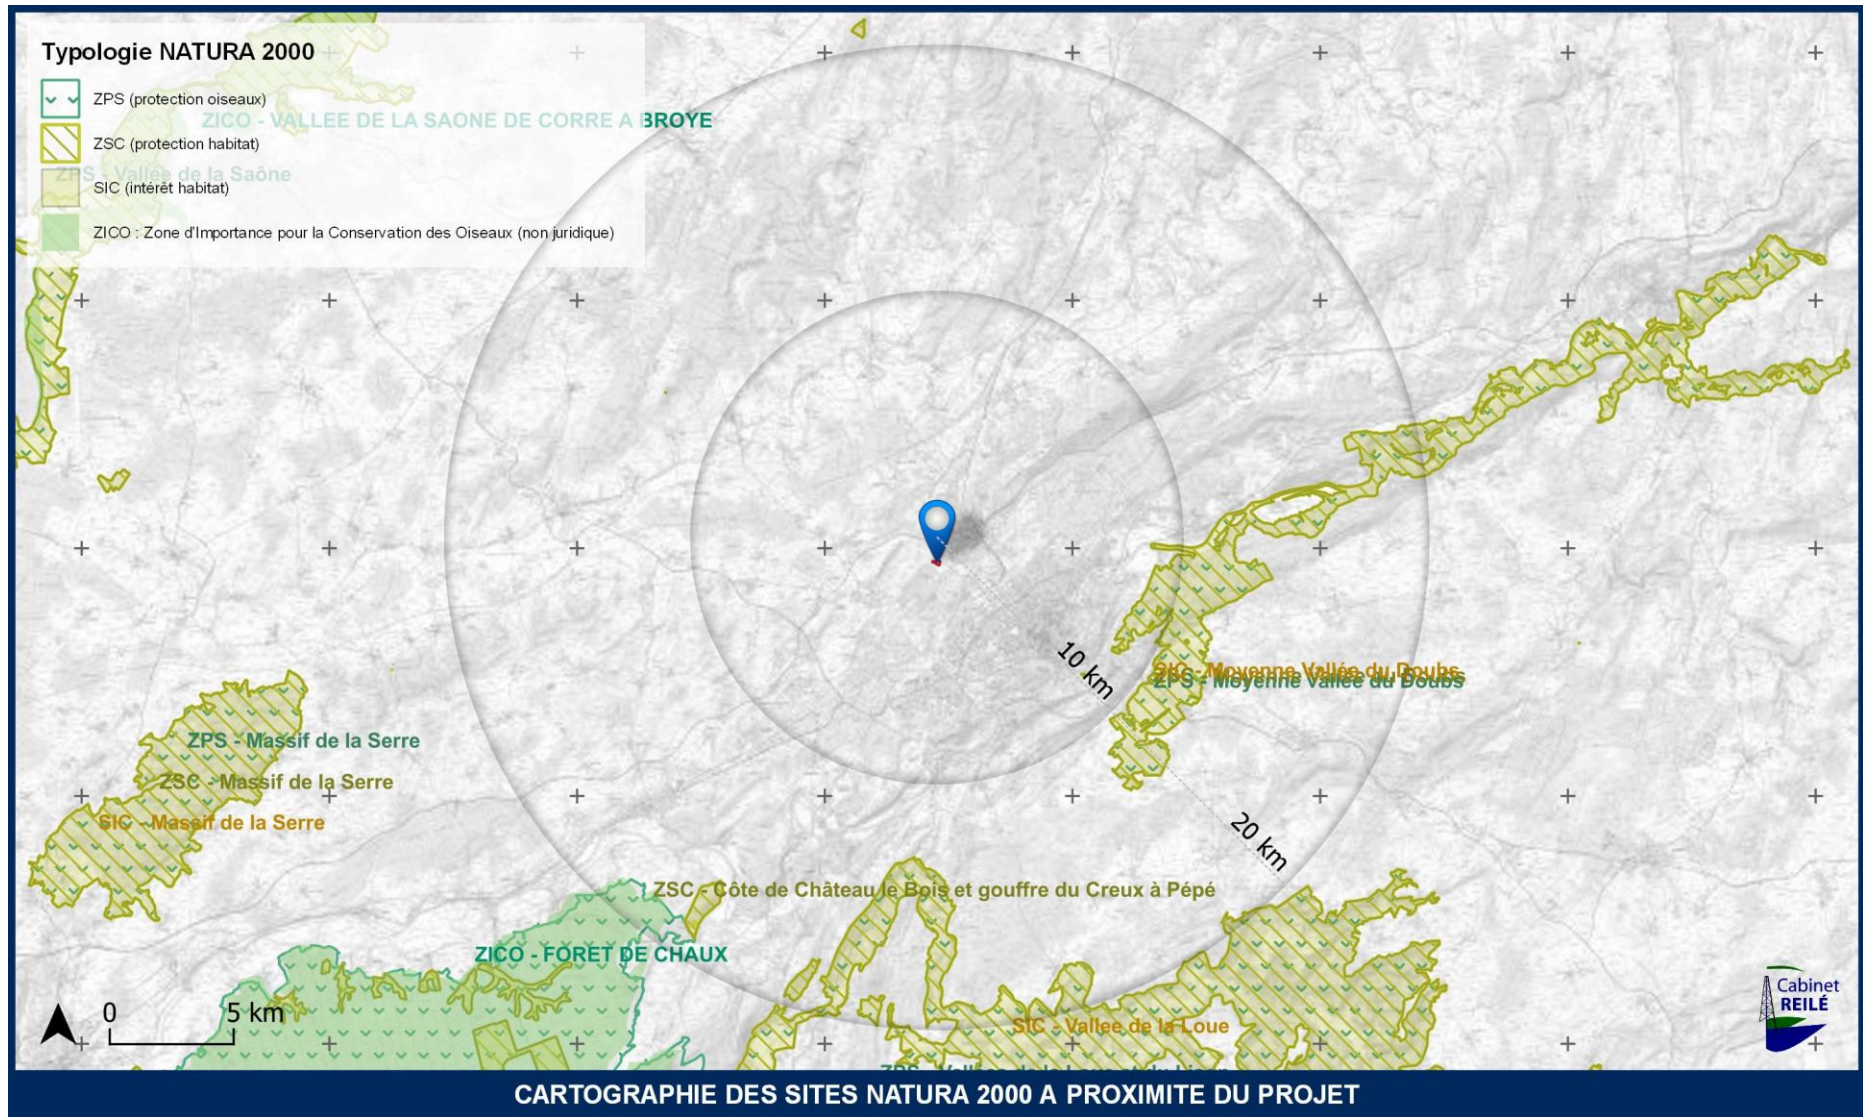 Typologie NATURA 2000
ZPS (protection oiseaux)
ZICO - VALLEE DE LA SAONE DE CORRE A BROYE
ZSC (protection habitat)
ZPS - Vallée de la Saône
SIC (intérêt habitat)
ZICO : Zone d'Importance pour la Conservation des Oiseaux (non juridique)
10 km
SIC - Moyenne Vallée du Doubs
ZPS - Moyenne Vallée du Doubs
ZPS - Massif de la Serre
ZSC - Massif de la Serre
SIC - Massif de la Serre
20 km
ZSC - Côte de Château le Bois et gouffre du Creux à Pépé
ZICO - FORET DE CHAUX
0 5 km
SIC - Vallee de la Loue
Cabinet
REILÉ
CARTOGRAPHIE DES SITES NATURA 2000 A PROXIMITE DU PROJET